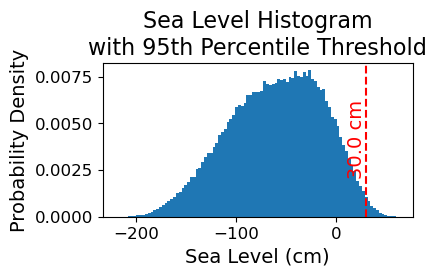 Sea Level Histogram
with 95th Percentile Threshold
Probability Density
0.0075
0.0050
0.0025
0.0000
30.0 cm
−200
−100
0
Sea Level (cm)